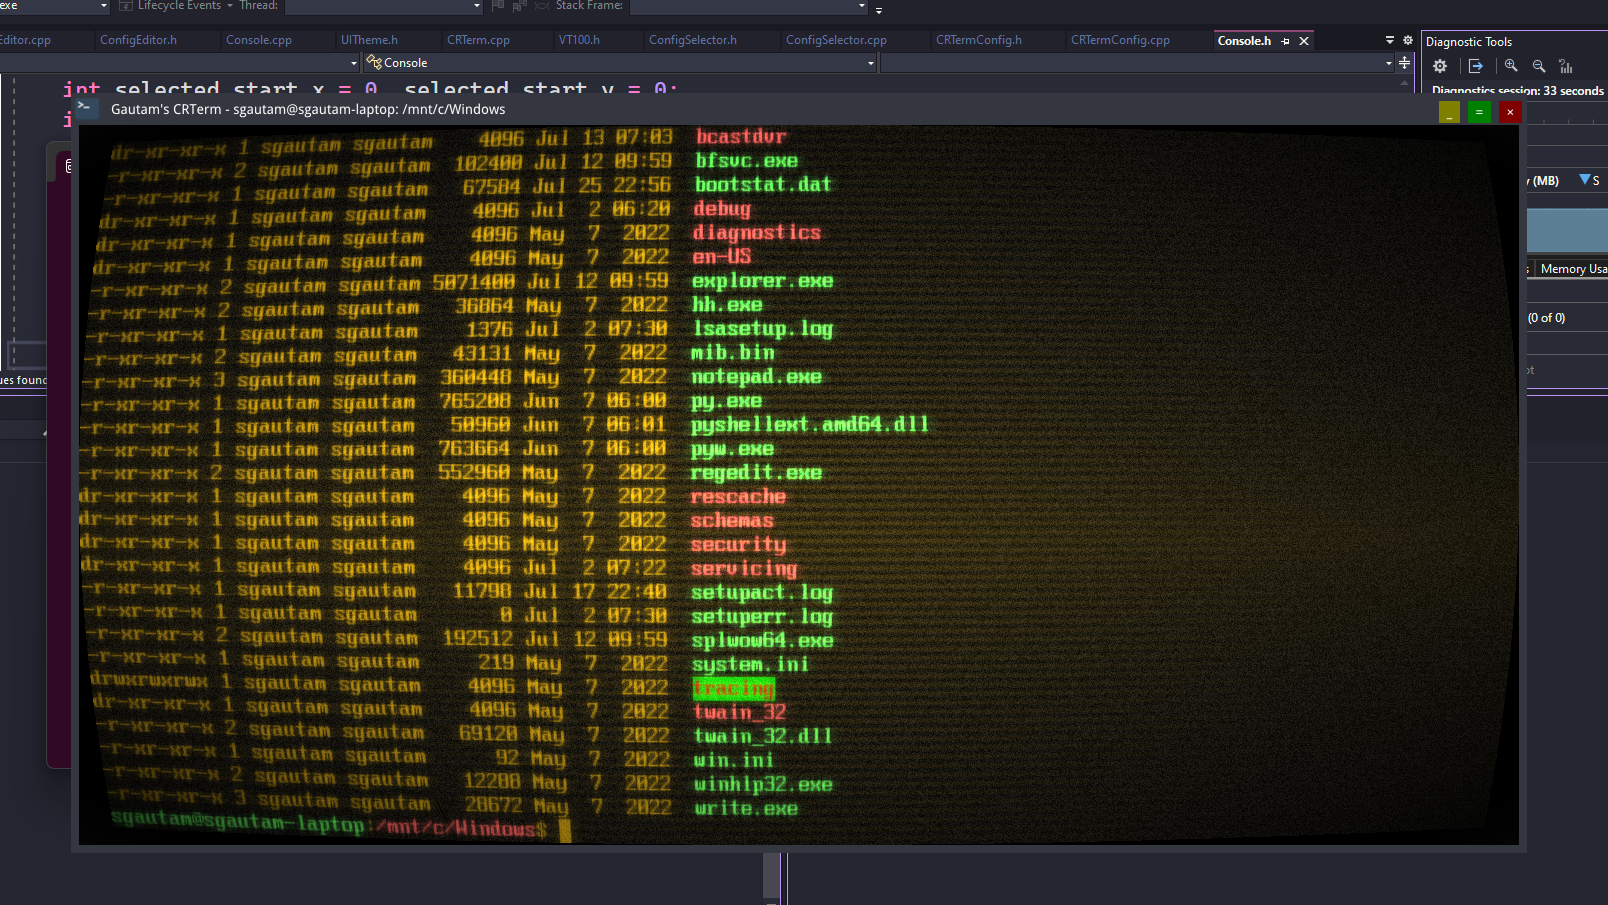 exe Lifecycle Events Thread: Stack Frame:
Editor.cpp ConfigEditor.h Console.cpp UITheme.h CRTerm.cpp VT100.h ConfigSelector.h ConfigSelector.cpp CRTermConfig.h CRTermConfig.cpp Console.h
Diagnostic Tools
Console
int selected_start_x = 0, selected_start_y = 0;
Diagnostics session: 33 seconds
Gautam's CRTerm - sgautam@sgautam-laptop: /mnt/c/Windows
dr-xr-xr-x 1 sgautam sgautam 4096 Jul 13 07:03 bcastdvr
-r-xr-xr-x 2 sgautam sgautam 102400 Jul 12 09:59 bfsvc.exe
-r-xr-xr-x 1 sgautam sgautam 67584 Jul 25 22:56 bootstat.dat
dr-xr-xr-x 1 sgautam sgautam 4096 Jul 2 06:20 debug
dr-xr-xr-x 1 sgautam sgautam 4096 May 7 2022 diagnostics
dr-xr-xr-x 1 sgautam sgautam 4096 May 7 2022 en-US
-r-xr-xr-x 2 sgautam sgautam 5071400 Jul 12 09:59 explorer.exe
-r-xr-xr-x 2 sgautam sgautam 36864 May 7 2022 hh.exe
-r-xr-xr-x 1 sgautam sgautam 1376 Jul 2 07:30 lsasetup.log
-r-xr-xr-x 2 sgautam sgautam 43131 May 7 2022 mib.bin
-r-xr-xr-x 3 sgautam sgautam 360448 May 7 2022 notepad.exe
-r-xr-xr-x 1 sgautam sgautam 765208 Jun 7 06:00 py.exe
-r-xr-xr-x 1 sgautam sgautam 50960 Jun 7 06:01 pyshellext.amd64.dll
-r-xr-xr-x 1 sgautam sgautam 763664 Jun 7 06:00 pyw.exe
-r-xr-xr-x 2 sgautam sgautam 552960 May 7 2022 regedit.exe
dr-xr-xr-x 1 sgautam sgautam 4096 May 7 2022 rescache
dr-xr-xr-x 1 sgautam sgautam 4096 May 7 2022 schemas
dr-xr-xr-x 1 sgautam sgautam 4096 May 7 2022 security
dr-xr-xr-x 1 sgautam sgautam 4096 Jul 2 07:22 servicing
-r-xr-xr-x 1 sgautam sgautam 11798 Jul 17 22:40 setupact.log
-r-xr-xr-x 1 sgautam sgautam 0 Jul 2 07:30 setuperr.log
-r-xr-xr-x 2 sgautam sgautam 192512 Jul 12 09:59 splwow64.exe
-r-xr-xr-x 1 sgautam sgautam 219 May 7 2022 system.ini
drwxrwxrwx 1 sgautam sgautam 4096 May 7 2022 tracing
dr-xr-xr-x 1 sgautam sgautam 4096 May 7 2022 twain_32
-r-xr-xr-x 2 sgautam sgautam 69120 May 7 2022 twain_32.dll
-r-xr-xr-x 1 sgautam sgautam 92 May 7 2022 win.ini
-r-xr-xr-x 2 sgautam sgautam 12288 May 7 2022 winhlp32.exe
-r-xr-xr-x 3 sgautam sgautam 28672 May 7 2022 write.exe
sgautam@sgautam-laptop:/mnt/c/Windows$
(MB) S
Memory Usa
(0 of 0)
ues found